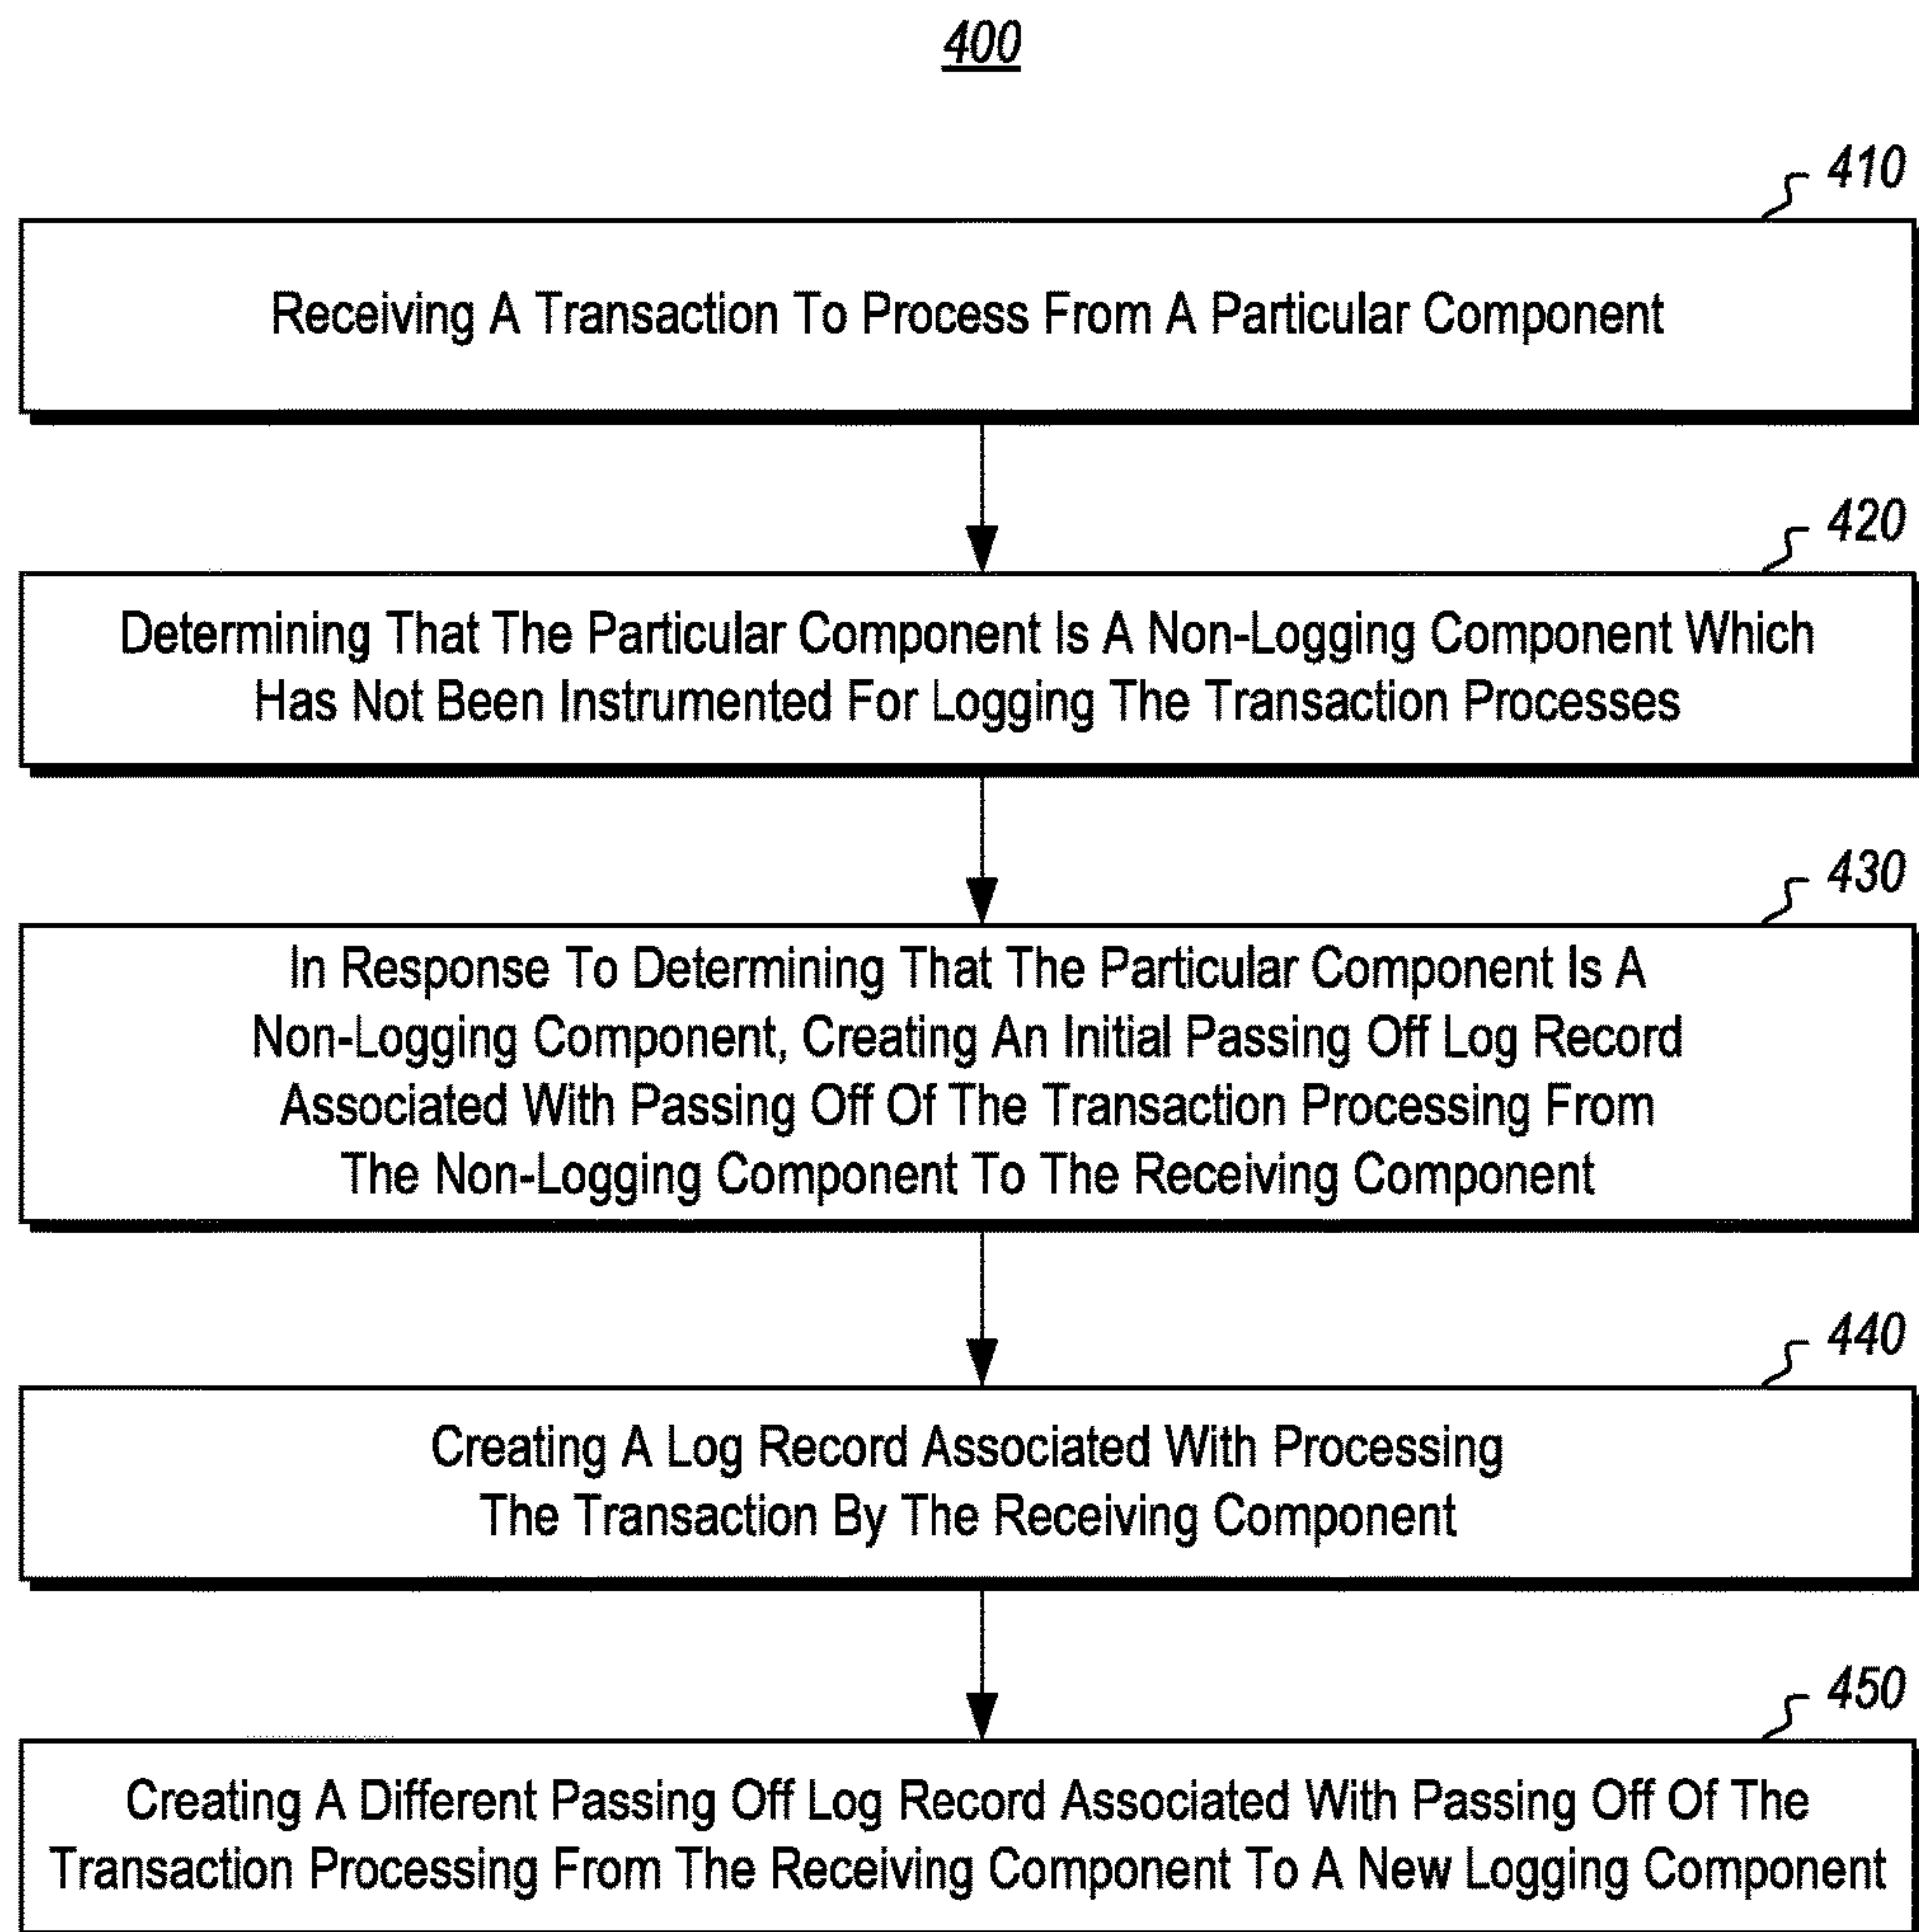 400
410
Receiving A Transaction To Process From A Particular Component
420
Determining That The Particular Component Is A Non-Logging Component Which
Has Not Been Instrumented For Logging The Transaction Processes
430
In Response To Determining That The Particular Component Is A
Non-Logging Component, Creating An Initial Passing Off Log Record
Associated With Passing Off Of The Transaction Processing From
The Non-Logging Component To The Receiving Component
440
Creating A Log Record Associated With Processing
The Transaction By The Receiving Component
450
Creating A Different Passing Off Log Record Associated With Passing Off Of The
Transaction Processing From The Receiving Component To A New Logging Component